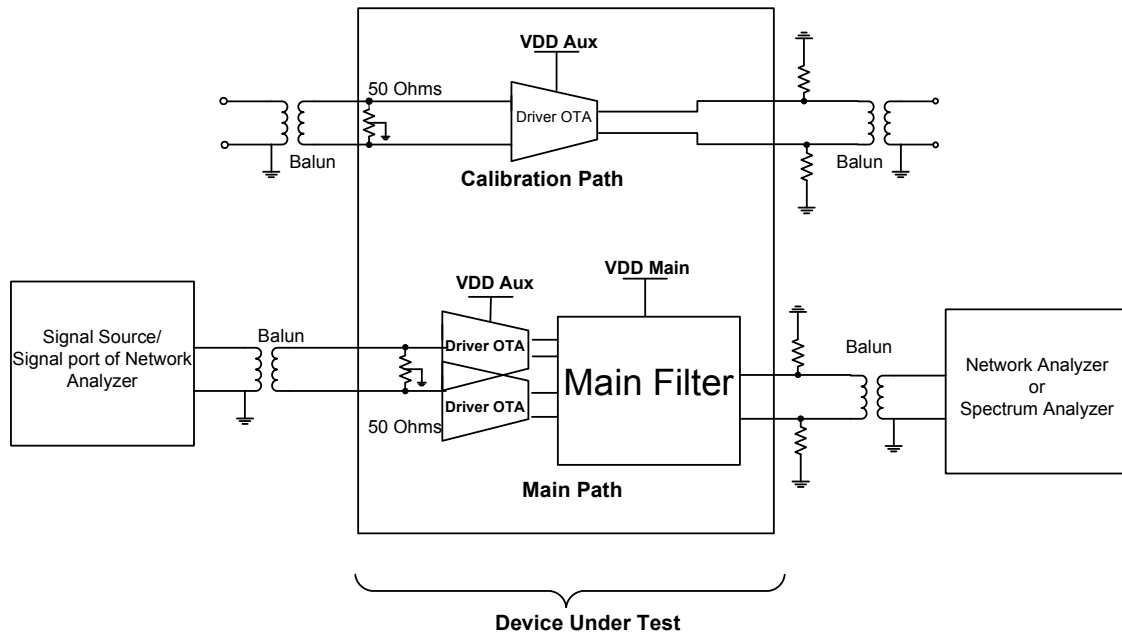 VDD Aux
50 Ohms
Driver OTA
Balun
Balun
Calibration Path
VDD Main
VDD Aux
Signal Source/
Signal port of Network
Analyzer
Balun
Driver OTA
Driver OTA
50 Ohms
Main Filter
Balun
Network Analyzer
or
Spectrum Analyzer
Main Path
Device Under Test